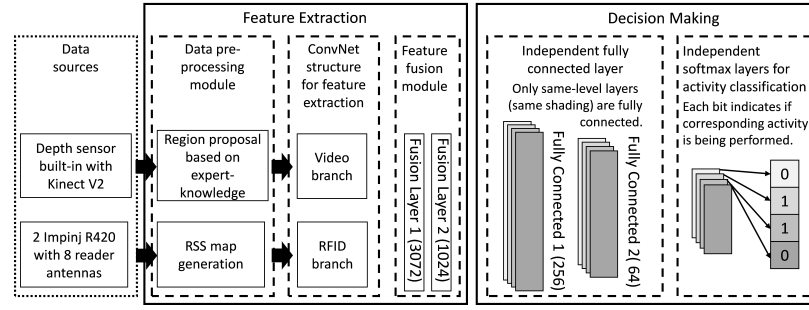 Feature Extraction
Decision Making
Data
sources
Depth sensor
built-in with
Kinect V2
2 Impinj R420
with 8 reader
antennas
Data pre-
processing
module
Region proposal
based on
expert-
knowledge
RSS map
generation
ConvNet
structure
for feature
extraction
Video
branch
RFID
branch
Feature
fusion
module
Fusion Layer 1 (3072)
Fusion Layer 2 (1024)
Independent fully
connected layer
Only same-level layers
(same shading) are fully
connected.
Fully Connected 1 (256)
Fully Connected 2( 64)
Independent
softmax layers for
activity classification
Each bit indicates if
corresponding activity
is being performed.
0
1
1
0